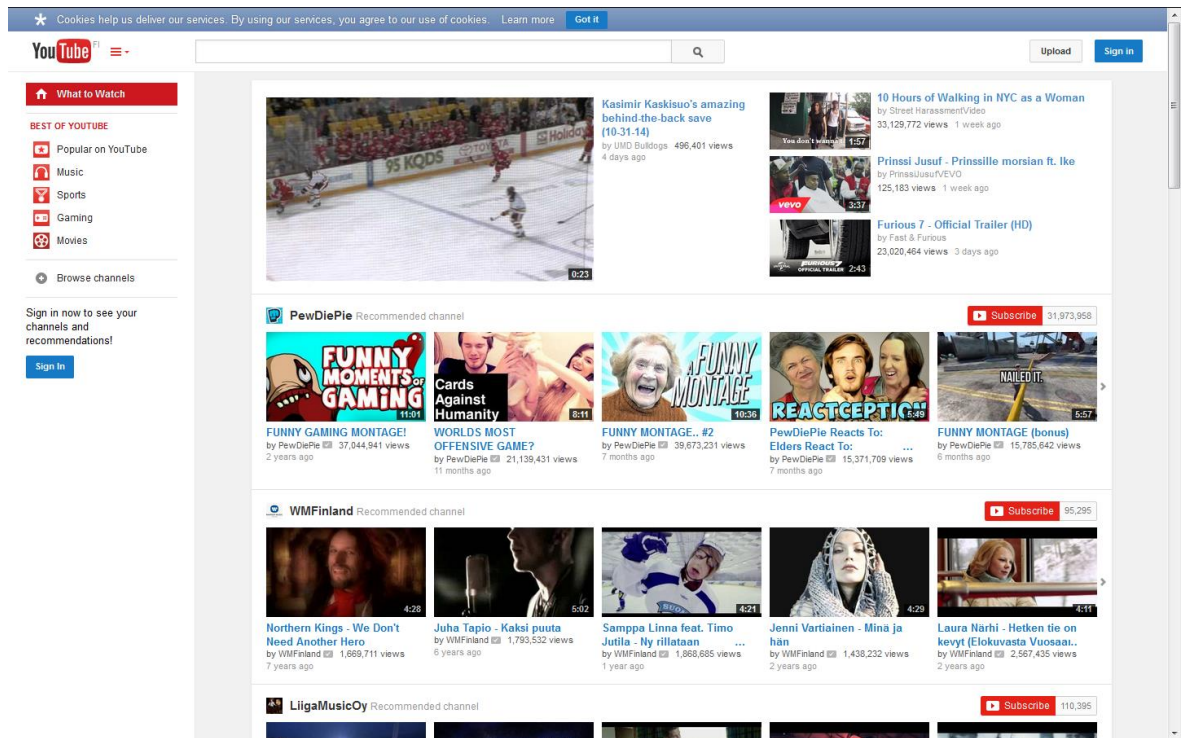 Cookies help us deliver our services. By using our services, you agree to our use of cookies. Learn more Got it
YouTube FI
Upload Sign in
What to Watch
BEST OF YOUTUBE
Popular on YouTube
Music
Sports
Gaming
Movies
Browse channels
Sign in now to see your
channels and
recommendations!
Sign In
95 KQDS
TOYOTA
Holiday
0:23
Kasimir Kaskisuo's amazing
behind-the-back save
(10-31-14)
by UMD Bulldogs 496,401 views
4 days ago
You don't wanna
1:57
10 Hours of Walking in NYC as a Woman
by Street HarassmentVideo
33,129,772 views 1 week ago
vevo
3:37
Prinssi Jusuf - Prinssille morsian ft. Ike
by PrinssJusufVEVO
125,183 views 1 week ago
FURIOUS 7
OFFICIAL TRAILER
2:43
Furious 7 - Official Trailer (HD)
by Fast & Furious
23,020,464 views 3 days ago
PewDiePie Recommended channel
Subscribe 31,973,958
FUNNY
MOMENTS OF
GAMING
11:01
FUNNY GAMING MONTAGE!
by PewDiePie 37,044,941 views
2 years ago
Cards
Against
Humanity
8:11
WORLDS MOST
OFFENSIVE GAME?
by PewDiePie 21,139,431 views
11 months ago
A FUNNY
MONTAGE
10:36
FUNNY MONTAGE.. #2
by PewDiePie 39,673,231 views
7 months ago
REACTCEPTION
5:49
PewDiePie Reacts To:
Elders React To: ...
by PewDiePie 15,371,709 views
7 months ago
NAILED IT.
5:57
FUNNY MONTAGE (bonus)
by PewDiePie 15,785,642 views
6 months ago
WMFinland Recommended channel
Subscribe 95,295
4:28
Northern Kings - We Don't
Need Another Hero
by WMFinland 1,669,711 views
7 years ago
5:02
Juha Tapio - Kaksi puuta
by WMFinland 1,793,532 views
6 years ago
SUOMI
4:21
Samppa Linna feat. Timo
Jutila - Ny rillataan ...
by WMFinland 1,868,685 views
1 year ago
4:29
Jenni Vartiainen - Minä ja
hän
by WMFinland 1,438,232 views
2 years ago
4:11
Laura Närhi - Hetken tie on
kevyt (Elokuvasta Vuosaari..
by WMFinland 2,567,435 views
2 years ago
LiigaMusicOy Recommended channel
Subscribe 110,395